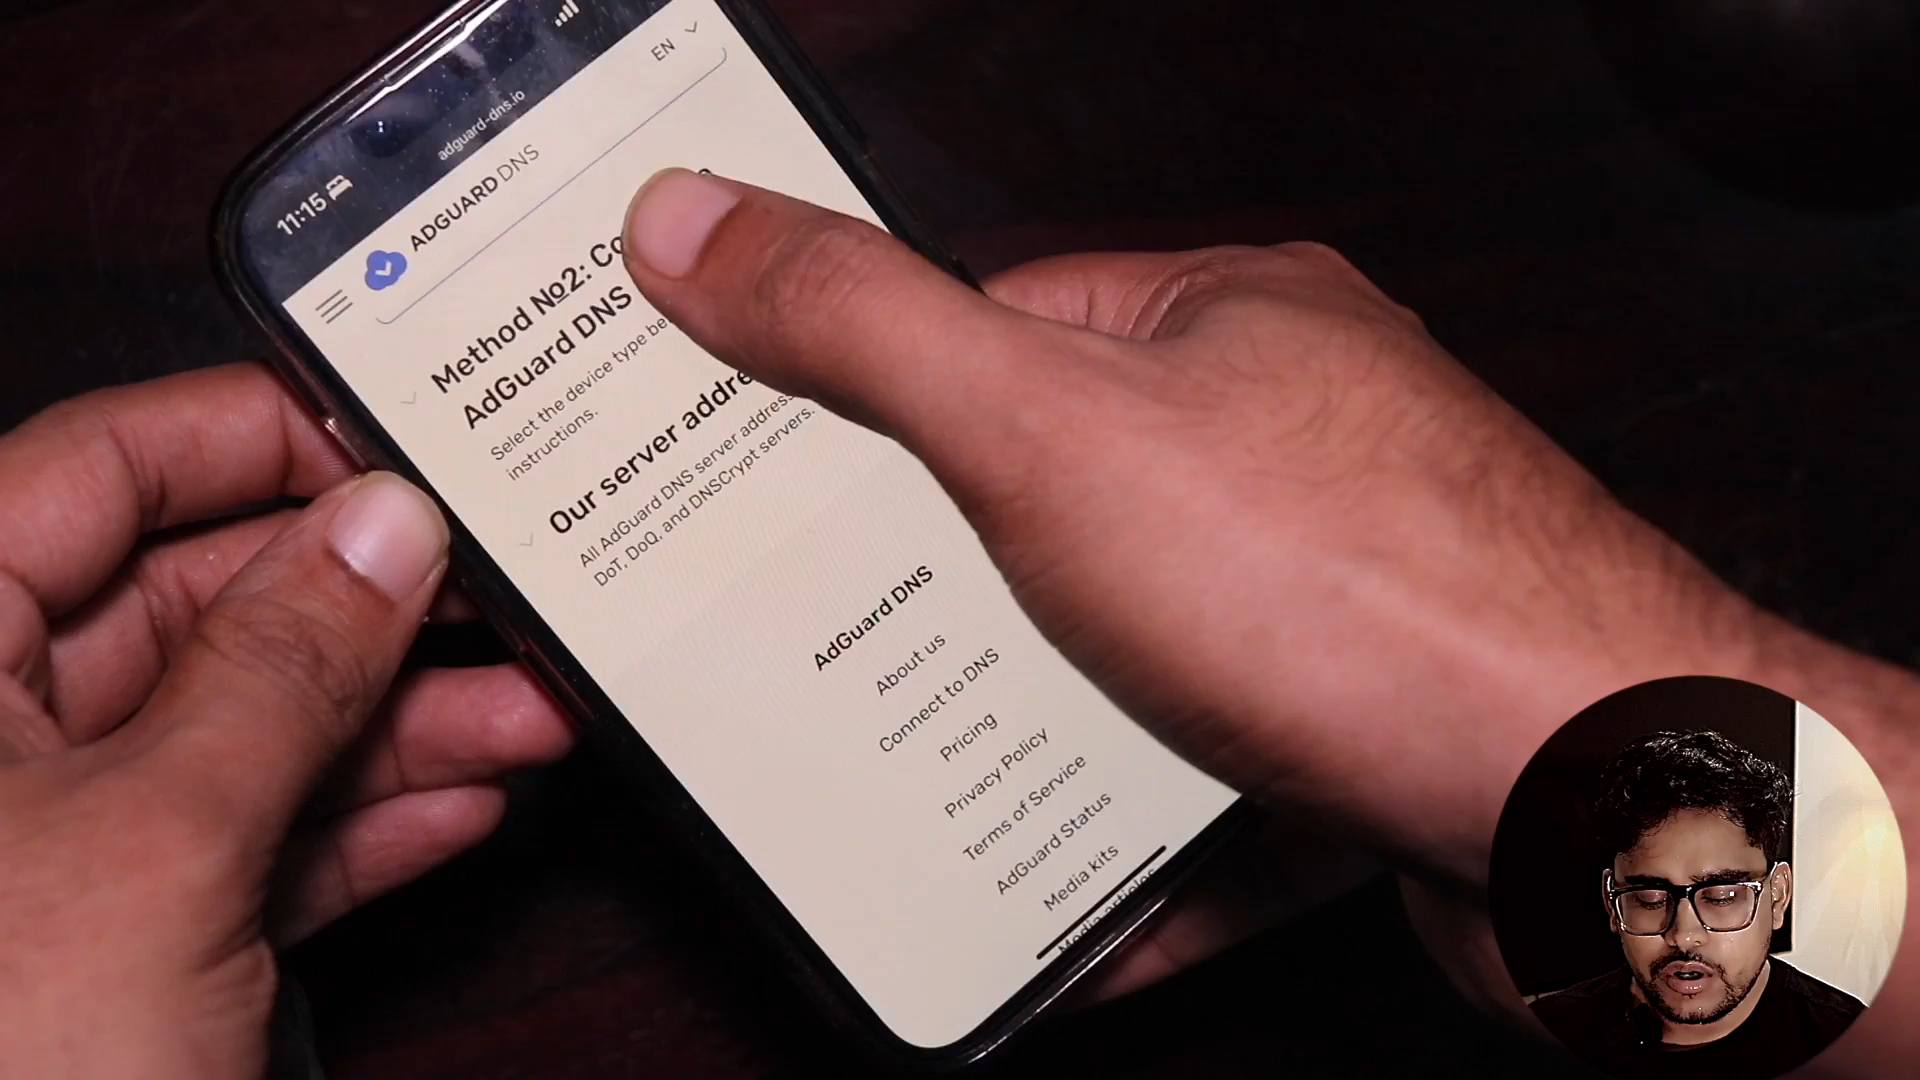 11:15
adguard-dns.io
ADGUARD DNS
EN
Method №2: Co
AdGuard DNS
Select the device type be
instructions.
Our server addre
All AdGuard DNS server address
DoT, DoQ, and DNSCrypt servers.
AdGuard DNS
About us
Connect to DNS
Pricing
Privacy Policy
Terms of Service
AdGuard Status
Media kits
Media articles